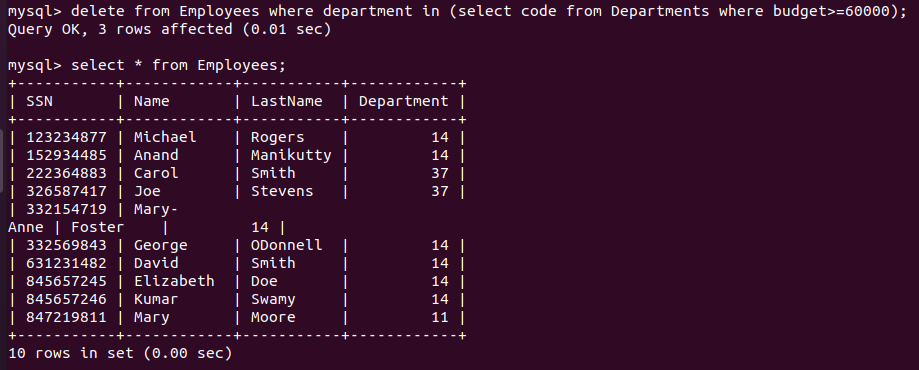 mysql> delete from Employees where department in (select code from Departments where budget>=60000);
Query OK, 3 rows affected (0.01 sec)

mysql> select * from Employees;
+-----------+------------+-----------+------------+
| SSN       | Name       | LastName  | Department |
+-----------+------------+-----------+------------+
| 123234877 | Michael    | Rogers    |         14 |
| 152934485 | Anand      | Manikutty |         14 |
| 222364883 | Carol      | Smith     |         37 |
| 326587417 | Joe        | Stevens   |         37 |
| 332154719 | Mary-
Anne | Foster    |         14 |
| 332569843 | George     | ODonnell  |         14 |
| 631231482 | David      | Smith     |         14 |
| 845657245 | Elizabeth  | Doe       |         14 |
| 845657246 | Kumar      | Swamy     |         14 |
| 847219811 | Mary       | Moore     |         11 |
+-----------+------------+-----------+------------+
10 rows in set (0.00 sec)